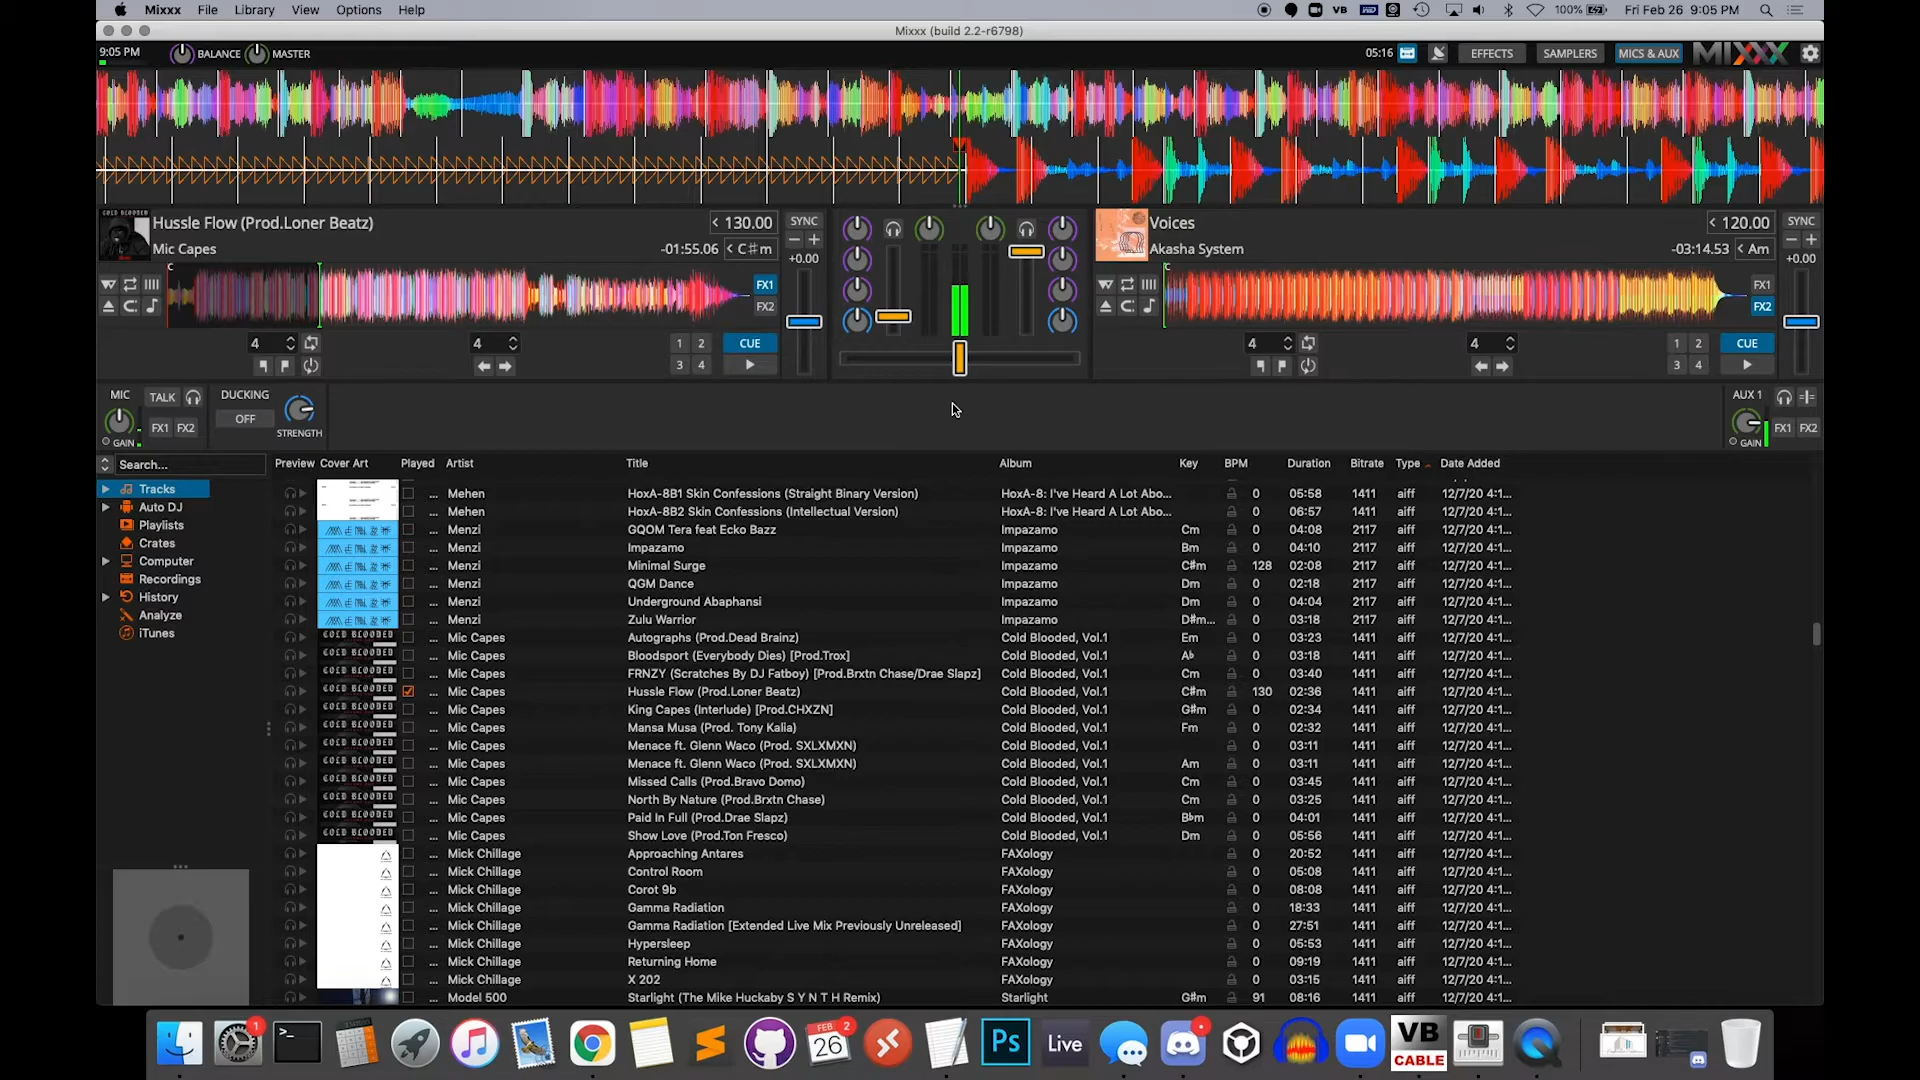 Mixxx File Library View Options Help VB 100% Fri Feb 26 9:05 PM
Mixxx (build 2.2-r6798)
9:05 PM BALANCE MASTER 05:16 EFFECTS SAMPLERS MICS & AUX MIXXX
COLD BLOODED Hussle Flow (Prod.Loner Beatz) < 130.00 SYNC Voices < 120.00 SYNC
Mic Capes -01:55.06 < C#m +0.00 Akasha System -03:14.53 < Am +0.00
C FX1 C FX1
FX2 FX2
4 4 1 2 CUE 4 4 1 2 CUE
3 4 3 4
MIC TALK DUCKING AUX 1
FX1 FX2 OFF FX1 FX2
GAIN STRENGTH GAIN
Search... Preview Cover Art Played Artist Title Album Key BPM Duration Bitrate Type Date Added
Tracks
Auto DJ
Playlists
Crates
Computer
Recordings
History
Analyze
iTunes
... Mehen HoxA-8B1 Skin Confessions (Straight Binary Version) HoxA-8: I've Heard A Lot Abo... 0 05:58 1411 aiff 12/7/20 4:1...
... Mehen HoxA-8B2 Skin Confessions (Intellectual Version) HoxA-8: I've Heard A Lot Abo... 0 06:57 1411 aiff 12/7/20 4:1...
... Menzi GQOM Tera feat Ecko Bazz Impazamo Cm 0 04:08 2117 aiff 12/7/20 4:1...
... Menzi Impazamo Impazamo Bm 0 04:10 2117 aiff 12/7/20 4:1...
... Menzi Minimal Surge Impazamo C#m 128 02:08 2117 aiff 12/7/20 4:1...
... Menzi QGM Dance Impazamo Dm 0 02:18 2117 aiff 12/7/20 4:1...
... Menzi Underground Abaphansi Impazamo Dm 0 04:04 2117 aiff 12/7/20 4:1...
... Menzi Zulu Warrior Impazamo D#m... 0 03:18 2117 aiff 12/7/20 4:1...
COLD BLOODED ... Mic Capes Autographs (Prod.Dead Brainz) Cold Blooded, Vol.1 Em 0 03:23 1411 aiff 12/7/20 4:1...
COLD BLOODED ... Mic Capes Bloodsport (Everybody Dies) [Prod.Trox] Cold Blooded, Vol.1 A♭ 0 03:18 1411 aiff 12/7/20 4:1...
COLD BLOODED ... Mic Capes FRNZY (Scratches By DJ Fatboy) [Prod.Brxtn Chase/Drae Slapz] Cold Blooded, Vol.1 Cm 0 03:40 1411 aiff 12/7/20 4:1...
COLD BLOODED ... Mic Capes Hussle Flow (Prod.Loner Beatz) Cold Blooded, Vol.1 C#m 130 02:36 1411 aiff 12/7/20 4:1...
COLD BLOODED ... Mic Capes King Capes (Interlude) [Prod.CHXZN] Cold Blooded, Vol.1 G#m 0 02:34 1411 aiff 12/7/20 4:1...
COLD BLOODED ... Mic Capes Mansa Musa (Prod. Tony Kalia) Cold Blooded, Vol.1 Fm 0 02:32 1411 aiff 12/7/20 4:1...
COLD BLOODED ... Mic Capes Menace ft. Glenn Waco (Prod. SXLXMXN) Cold Blooded, Vol.1 0 03:11 1411 aiff 12/7/20 4:1...
COLD BLOODED ... Mic Capes Menace ft. Glenn Waco (Prod. SXLXMXN) Cold Blooded, Vol.1 Am 0 03:11 1411 aiff 12/7/20 4:1...
COLD BLOODED ... Mic Capes Missed Calls (Prod.Bravo Domo) Cold Blooded, Vol.1 Cm 0 03:45 1411 aiff 12/7/20 4:1...
COLD BLOODED ... Mic Capes North By Nature (Prod.Brxtn Chase) Cold Blooded, Vol.1 Cm 0 03:25 1411 aiff 12/7/20 4:1...
COLD BLOODED ... Mic Capes Paid In Full (Prod.Drae Slapz) Cold Blooded, Vol.1 B♭m 0 04:01 1411 aiff 12/7/20 4:1...
COLD BLOODED ... Mic Capes Show Love (Prod.Ton Fresco) Cold Blooded, Vol.1 Dm 0 05:56 1411 aiff 12/7/20 4:1...
... Mick Chillage Approaching Antares FAXology 0 20:52 1411 aiff 12/7/20 4:1...
... Mick Chillage Control Room FAXology 0 05:08 1411 aiff 12/7/20 4:1...
... Mick Chillage Corot 9b FAXology 0 08:08 1411 aiff 12/7/20 4:1...
... Mick Chillage Gamma Radiation FAXology 0 18:33 1411 aiff 12/7/20 4:1...
... Mick Chillage Gamma Radiation [Extended Live Mix Previously Unreleased] FAXology 0 27:51 1411 aiff 12/7/20 4:1...
... Mick Chillage Hypersleep FAXology 0 05:53 1411 aiff 12/7/20 4:1...
... Mick Chillage Returning Home FAXology 0 09:19 1411 aiff 12/7/20 4:1...
... Mick Chillage X 202 FAXology 0 03:15 1411 aiff 12/7/20 4:1...
... Model 500 Starlight (The Mike Huckaby S Y N T H Remix) Starlight G#m 91 08:16 1411 aiff 12/7/20 4:1...
1 FEB 26 2 Ps Live VB CABLE